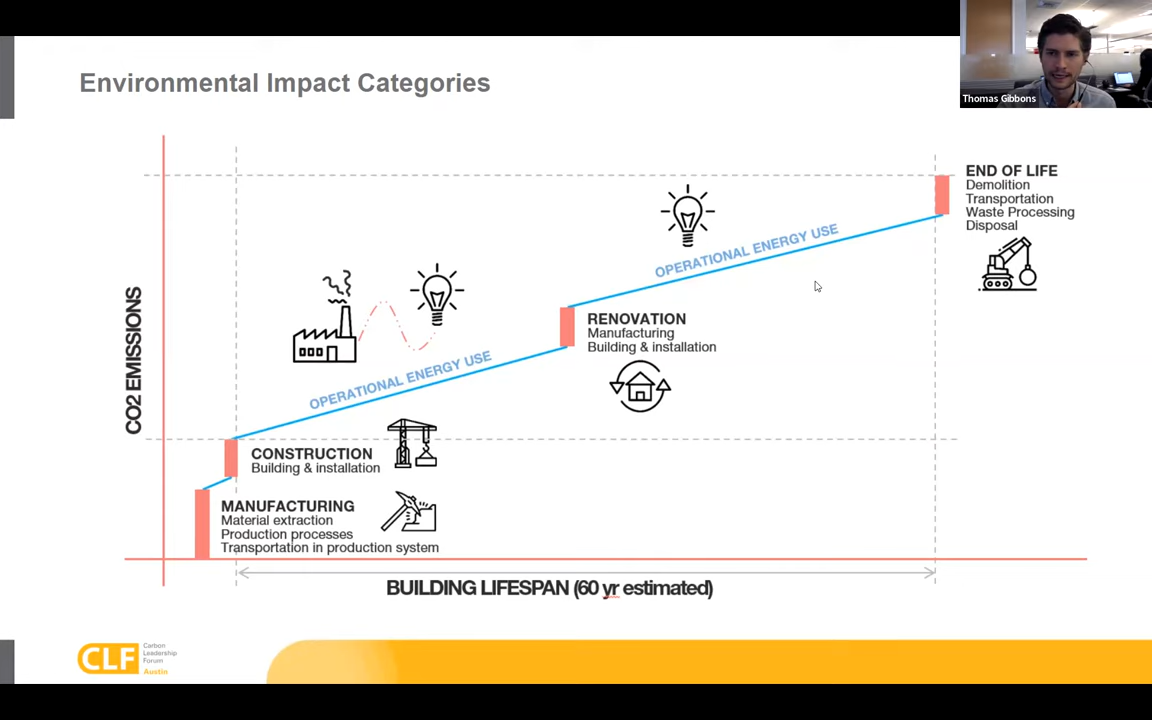 Environmental Impact Categories
Thomas Gibbons
END OF LIFE
Demolition
Transportation
Waste Processing
Disposal
OPERATIONAL ENERGY USE
CO2 EMISSIONS
RENOVATION
Manufacturing
Building & installation
OPERATIONAL ENERGY USE
CONSTRUCTION
Building & installation
MANUFACTURING
Material extraction
Production processes
Transportation in production system
BUILDING LIFESPAN (60 yr estimated)
CLF
Carbon
Leadership
Forum
Austin